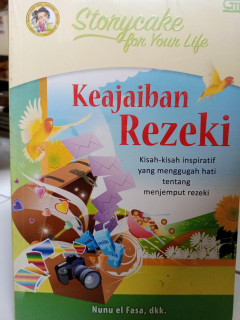 Storycake
for Your Life
Keajaiban
Rezeki
Kisah-kisah inspiratif
yang menggugah hati
tentang
menjemput rezeki
Nunu el Fasa, dkk.